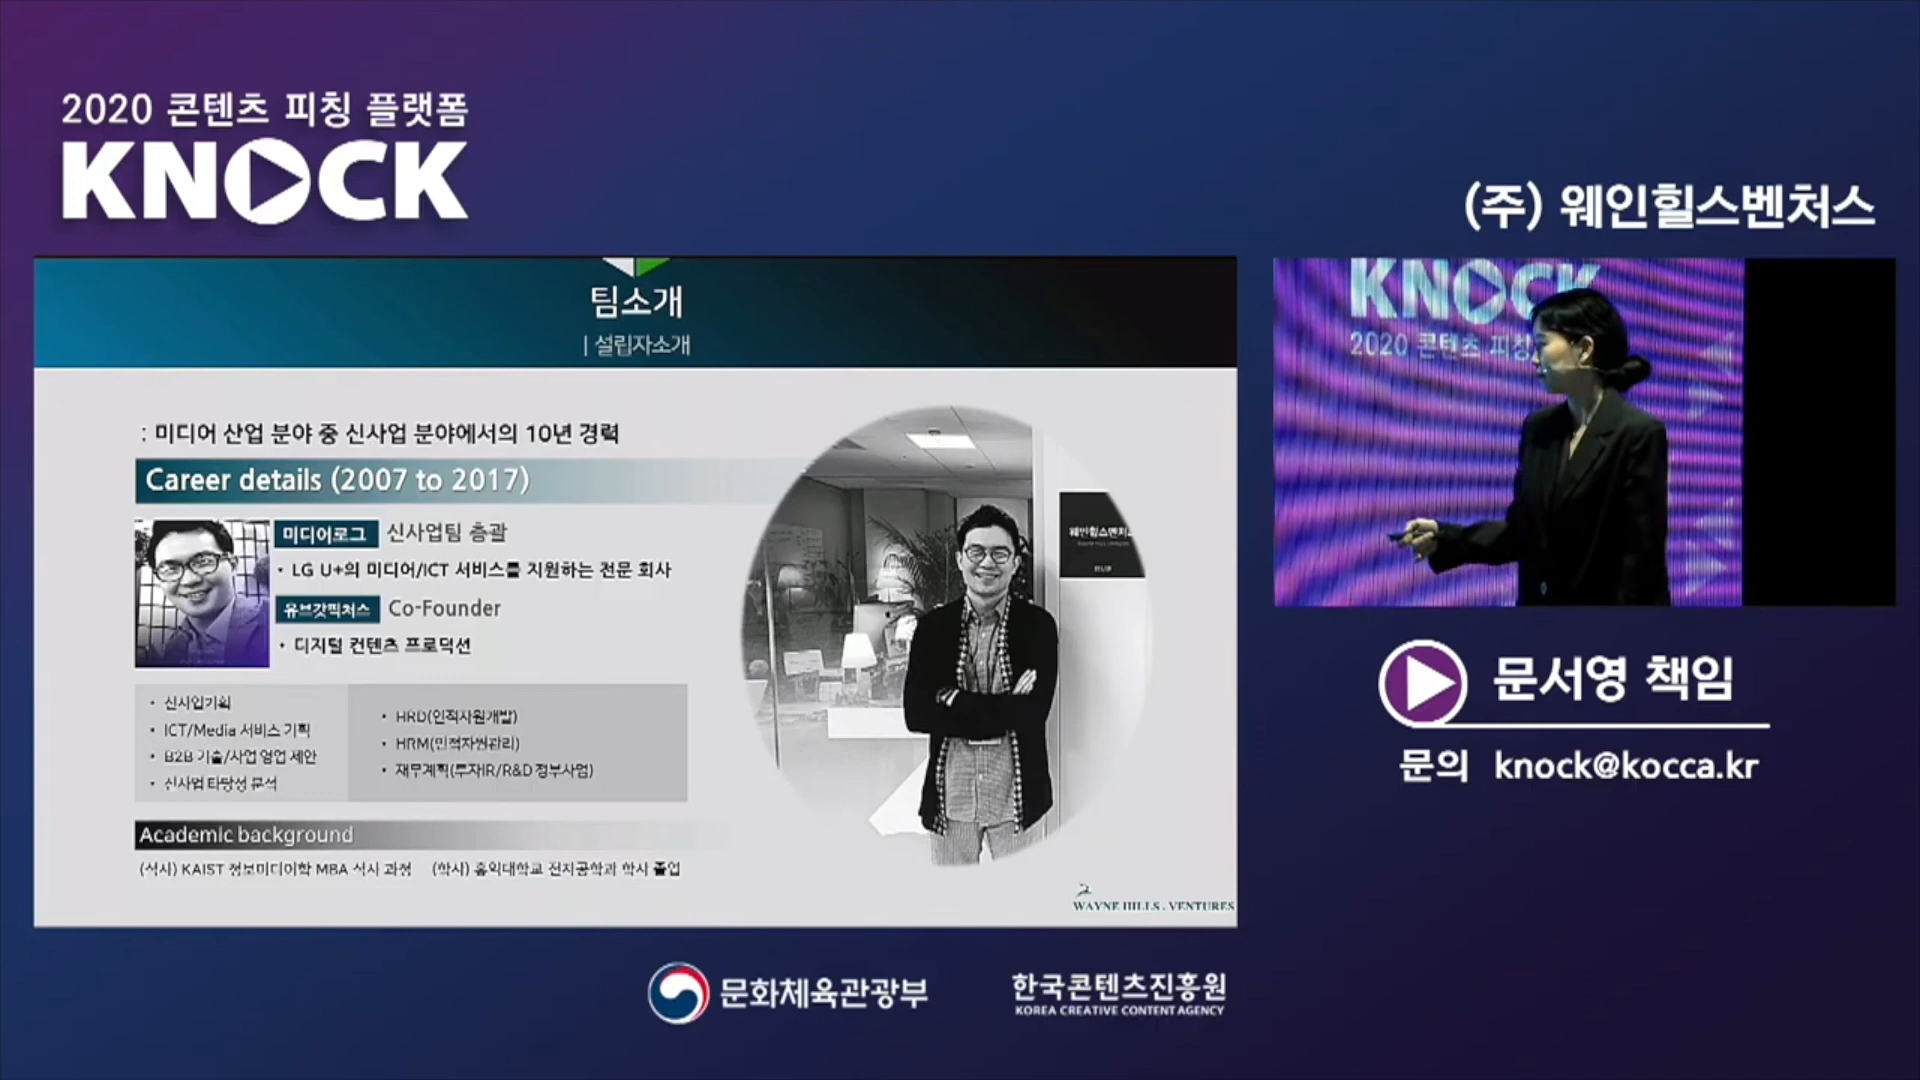 2020 콘텐츠 피칭 플랫폼
KNOCK
(주) 웨인힐스벤처스
팀소개
| 설립자소개
: 미디어 산업 분야 중 신사업 분야에서의 10년 경력
Career details (2007 to 2017)
미디어로그 신사업팀 총괄
• LG U+의 미디어/ICT 서비스를 지원하는 전문 회사
유브갓픽처스 Co-Founder
• 디지털 컨텐츠 프로덕션
• 신사업기획
• ICT/Media 서비스 기획
• B2B 기술/사업 영업 제안
• 신사업 타당성 분석
• HRD(인적자원개발)
• HRM(인적자원관리)
• 재무계획(투자IR/R&D 정부사업)
Academic background
(석사) KAIST 정보미디어학 MBA 석사 과정 (학사) 홍익대학교 전자공학과 학사 졸업
웨인힐스벤처스
WAYNE HILLS . VENTURES
KNOCK
2020 콘텐츠 피칭
문서영 책임
문의 knock@kocca.kr
문화체육관광부
한국콘텐츠진흥원
KOREA CREATIVE CONTENT AGENCY